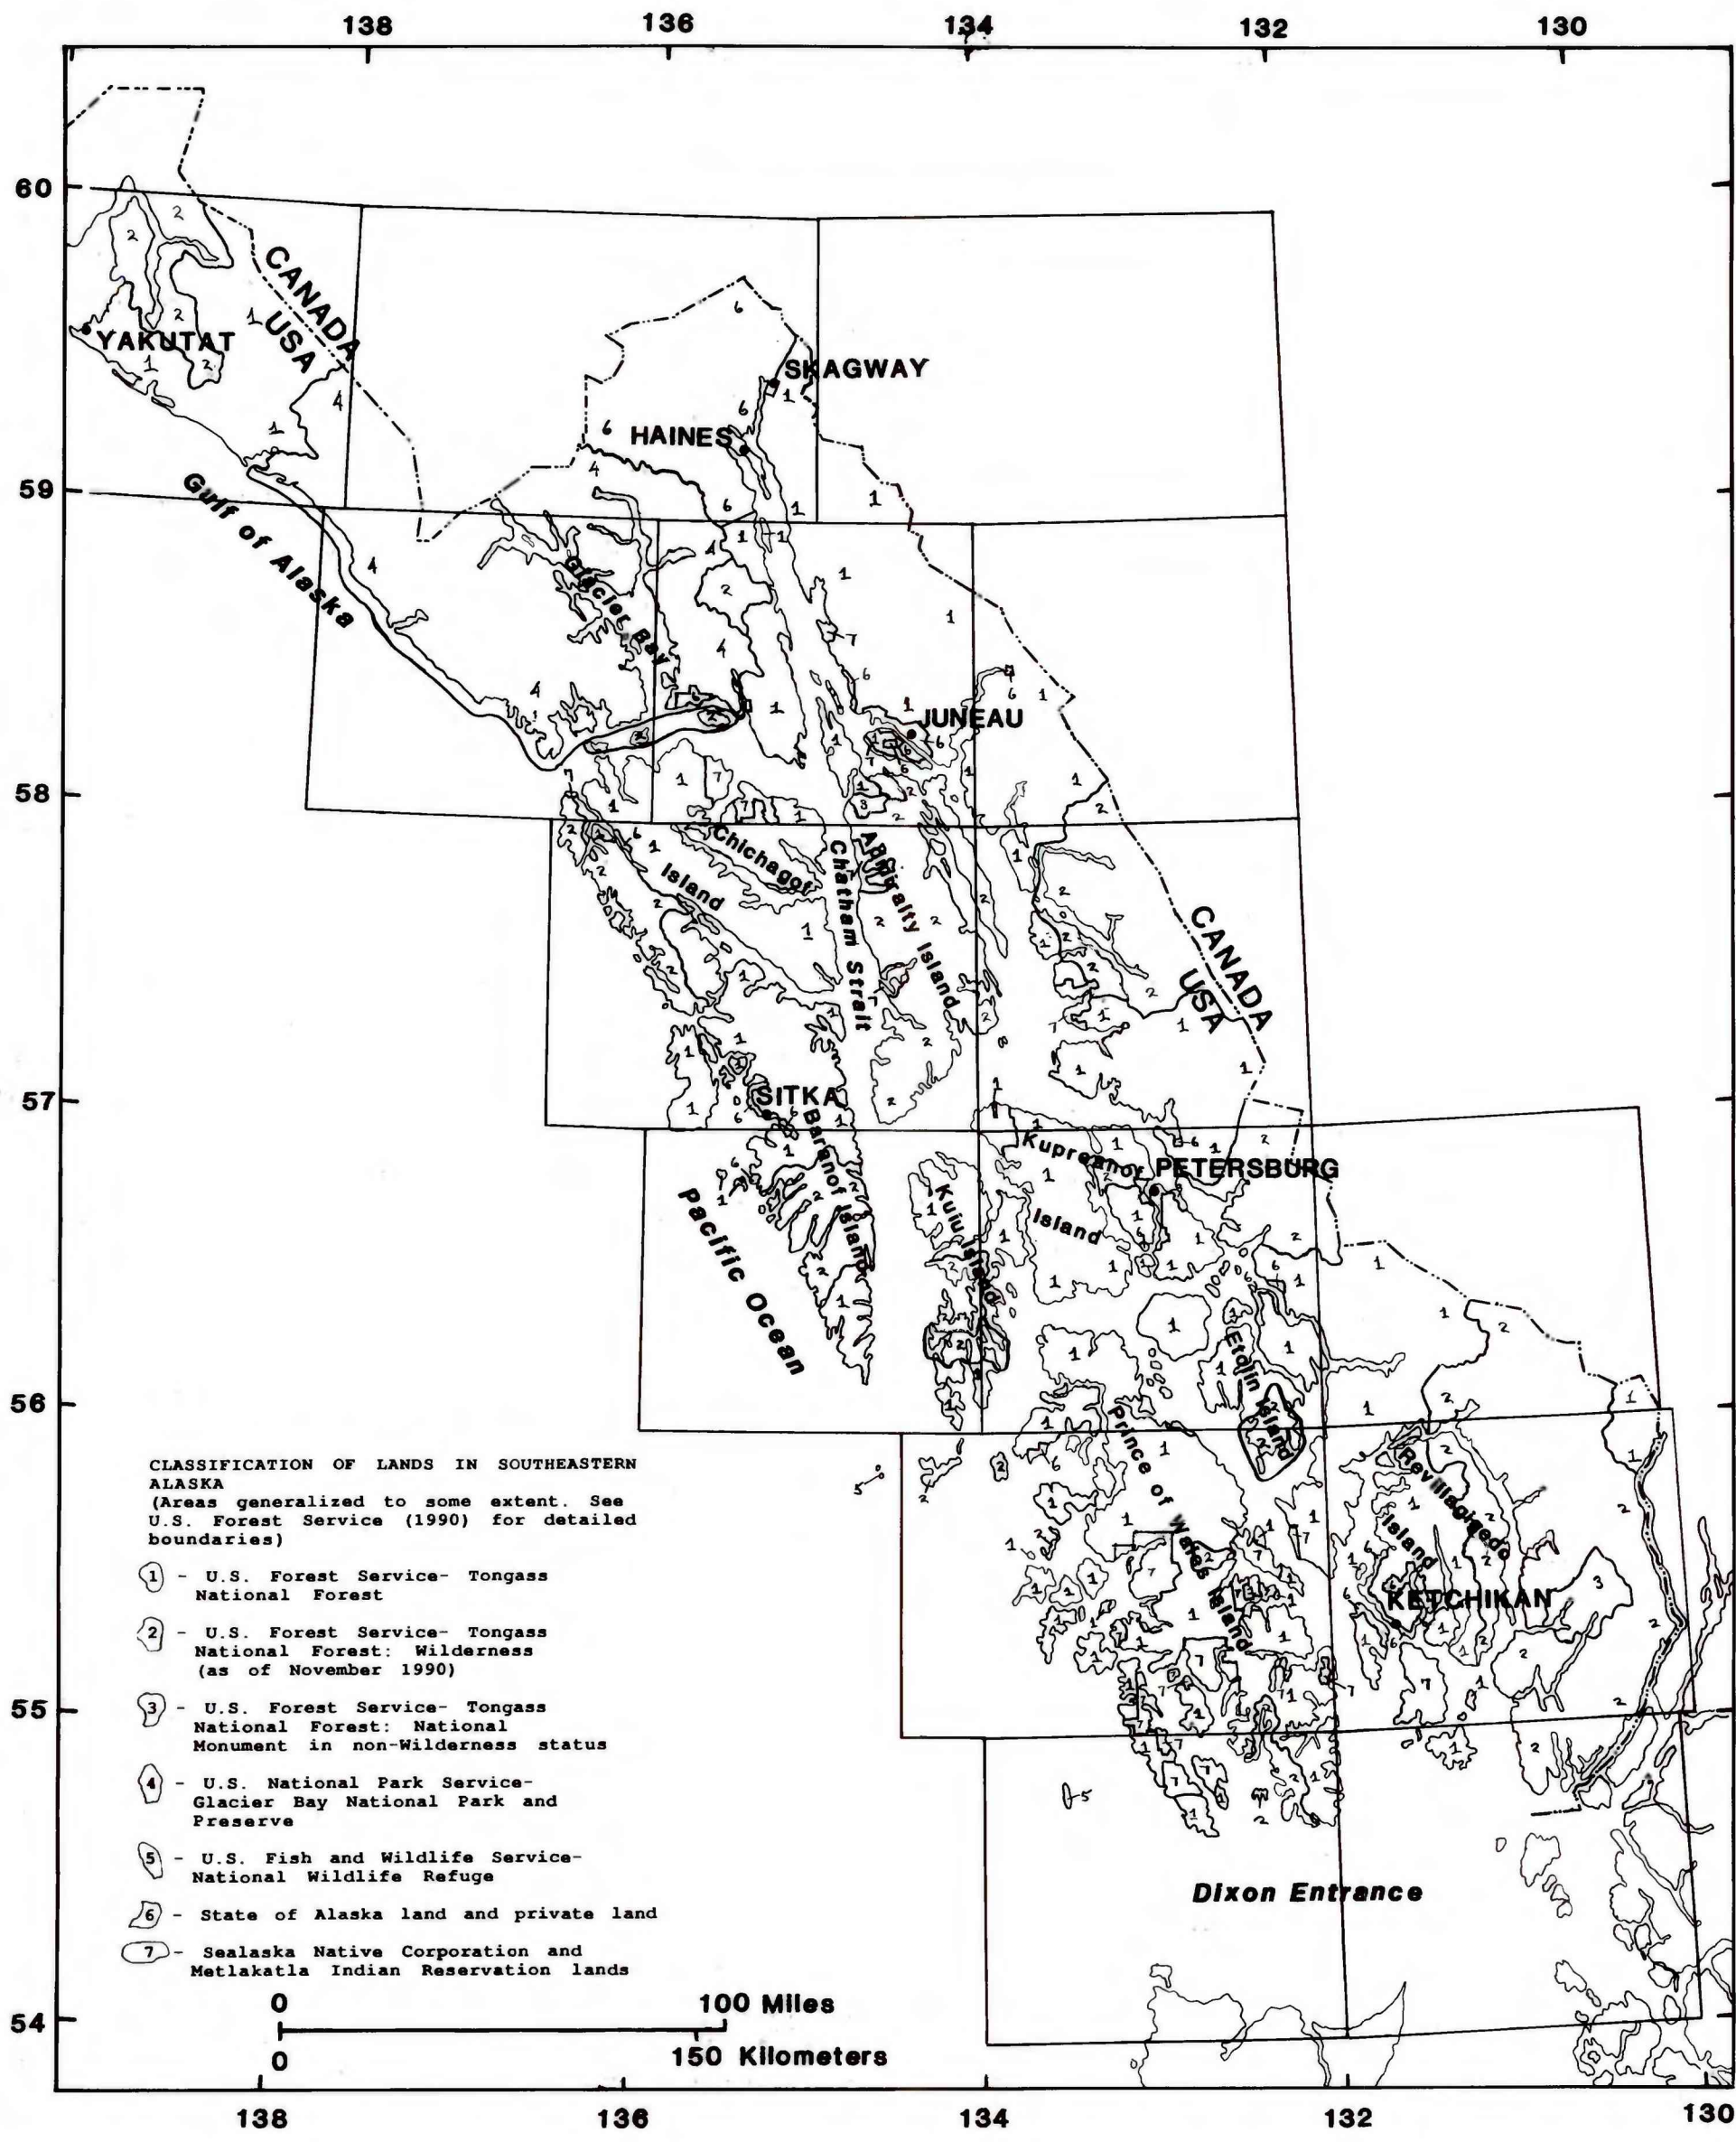 138 136 134 132 130
60
59
58
57
56
55
54
CANADA
USA
YAKUTAT
SKAGWAY
HAINES
Gulf of Alaska
Glacier Bay
JUNEAU
Chichagof
Island
Chatham Strait
Admiralty Island
CANADA
USA
SITKA
Baranof Island
Kupreanof
Island
PETERSBURG
Kuiu Island
Pacific Ocean
Etolin Island
Prince of Wales Island
Revillagigedo
Island
KETCHIKAN
Dixon Entrance
CLASSIFICATION OF LANDS IN SOUTHEASTERN
ALASKA
(Areas generalized to some extent. See
U.S. Forest Service (1990) for detailed
boundaries)
1 - U.S. Forest Service- Tongass
National Forest
2 - U.S. Forest Service- Tongass
National Forest: Wilderness
(as of November 1990)
3 - U.S. Forest Service- Tongass
National Forest: National
Monument in non-Wilderness status
4 - U.S. National Park Service-
Glacier Bay National Park and
Preserve
5 - U.S. Fish and Wildlife Service-
National Wildlife Refuge
6 - State of Alaska land and private land
7 - Sealaska Native Corporation and
Metlakatla Indian Reservation lands
0 100 Miles
0 150 Kilometers
138 136 134 132 130